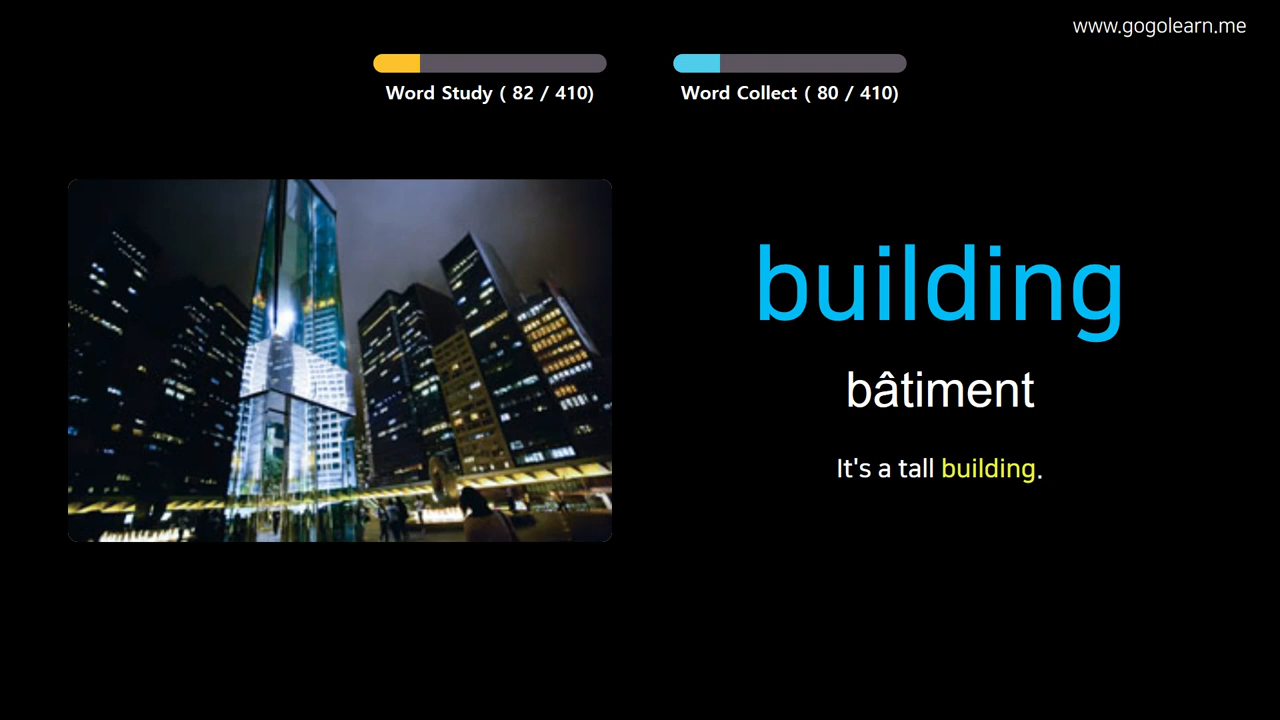 www.gogolearn.me
Word Study ( 82 / 410)
Word Collect ( 80 / 410)
building
bâtiment
It's a tall building.